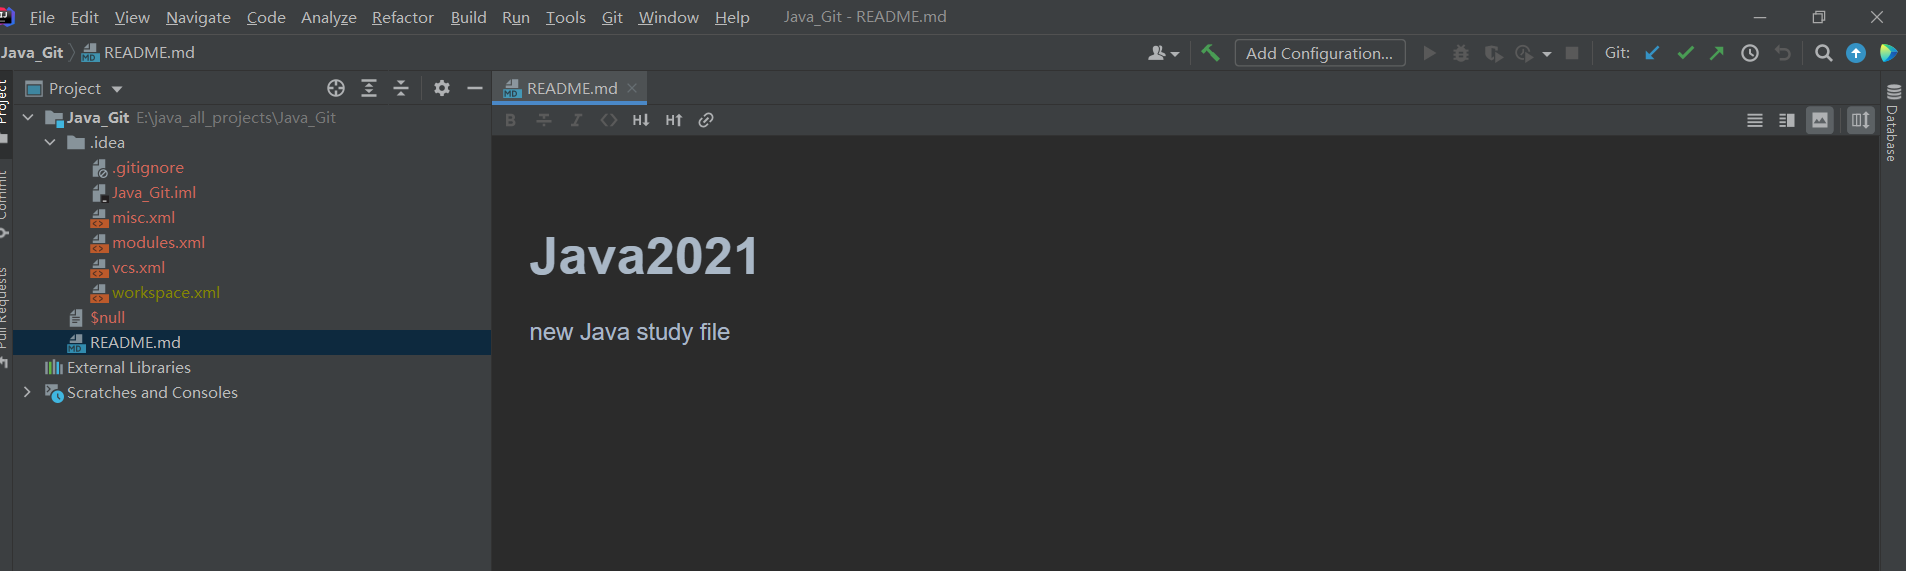 File Edit View Navigate Code Analyze Refactor Build Run Tools Git Window Help Java_Git - README.md
Java_Git README.md Add Configuration... Git:
Project README.md
Project
Java_Git E:\java_all_projects\Java_Git
.idea
.gitignore
Java_Git.iml
misc.xml
modules.xml
vcs.xml
workspace.xml
$null
README.md
External Libraries
Scratches and Consoles
Commit
Pull Requests
B I H↓ H↑
Java2021
new Java study file
Database